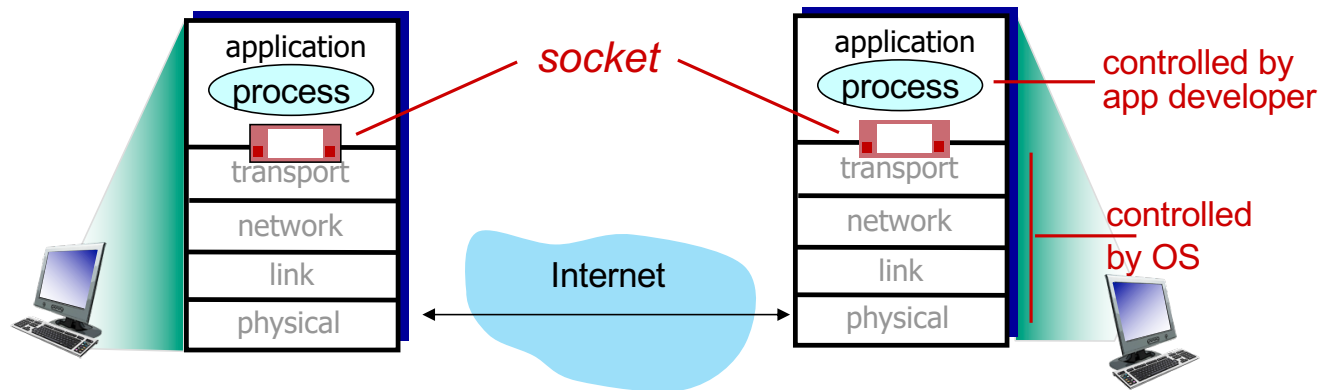 application
process
transport
network
link
physical
socket
Internet
application
process
transport
network
link
physical
controlled by
app developer
controlled
by OS